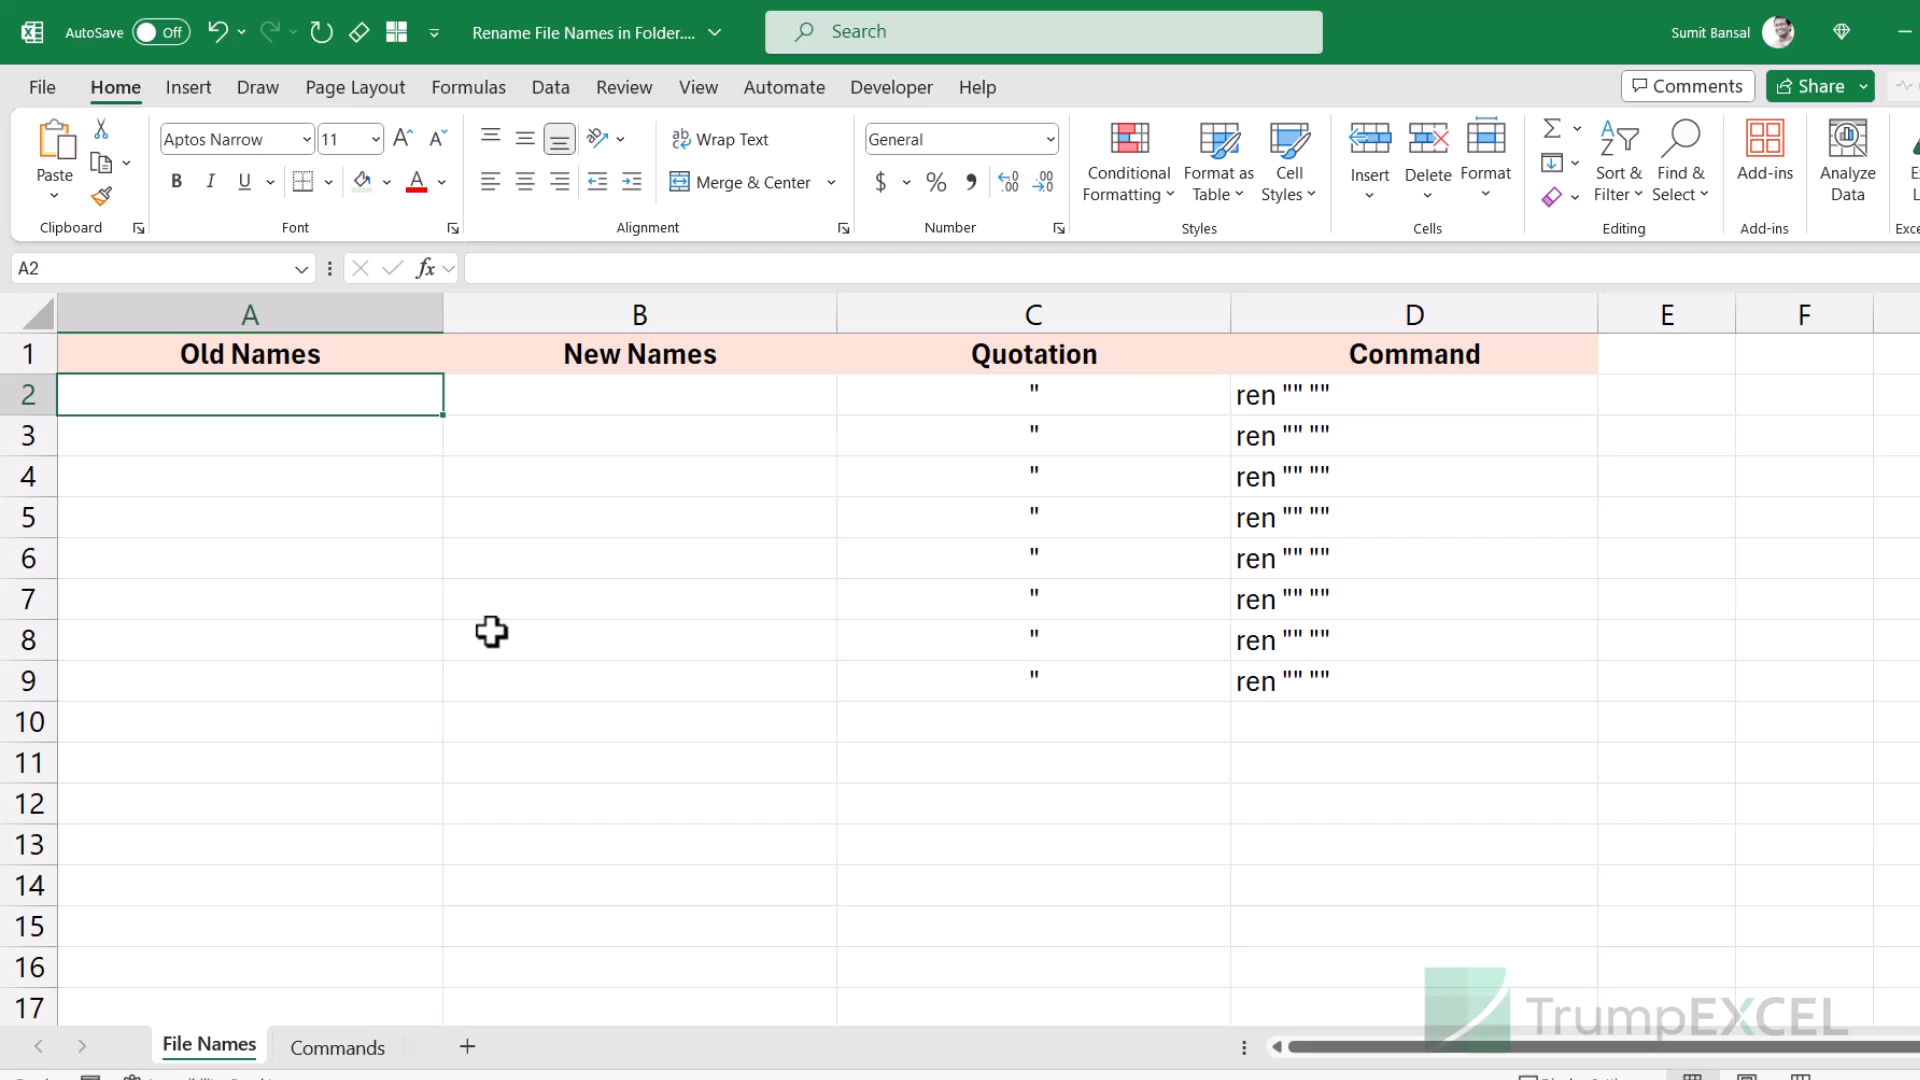 AutoSave Off Rename File Names in Folder.... Search Sumit Bansal
File Home Insert Draw Page Layout Formulas Data Review View Automate Developer Help Comments Share
Aptos Narrow 11 Wrap Text General
Paste Conditional Format as Cell Insert Delete Format Sort & Find & Add-ins Analyze
B I U Merge & Center $ % Formatting Table Styles Filter Select Data
Clipboard Font Alignment Number Styles Cells Editing Add-ins
A2 fx
A B C D E F
1 Old Names New Names Quotation Command
2 " ren "" ""
3 " ren "" ""
4 " ren "" ""
5 " ren "" ""
6 " ren "" ""
7 " ren "" ""
8 " ren "" ""
9 " ren "" ""
10
11
12
13
14
15
16
17
TrumpEXCEL
File Names Commands +